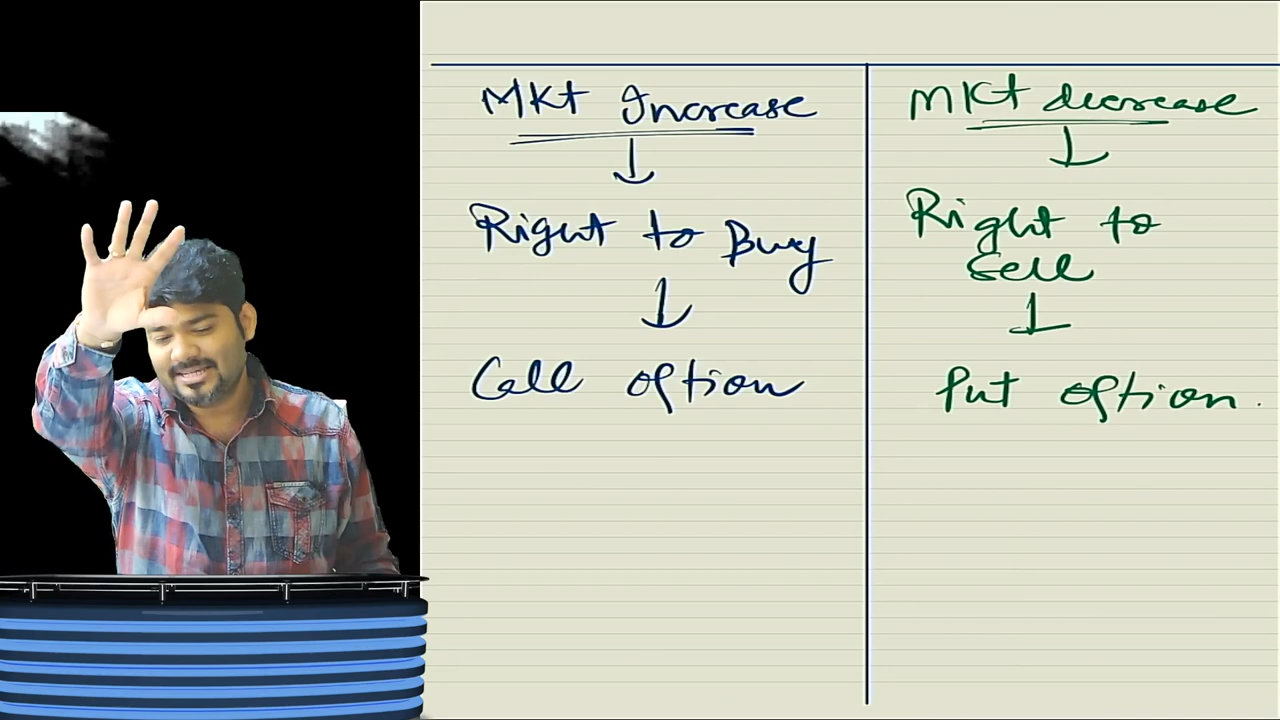 MKt Increase
Right to Buy
Call option
MKt decrease
Right to
Sell
Put option.